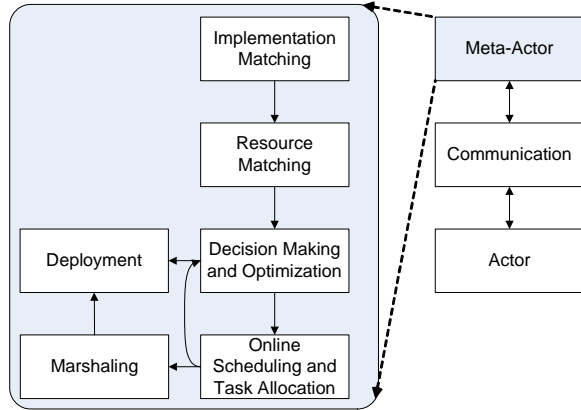 Implementation
Matching
Meta-Actor
Resource
Matching
Communication
Deployment
Decision Making
and Optimization
Actor
Marshaling
Online
Scheduling and
Task Allocation